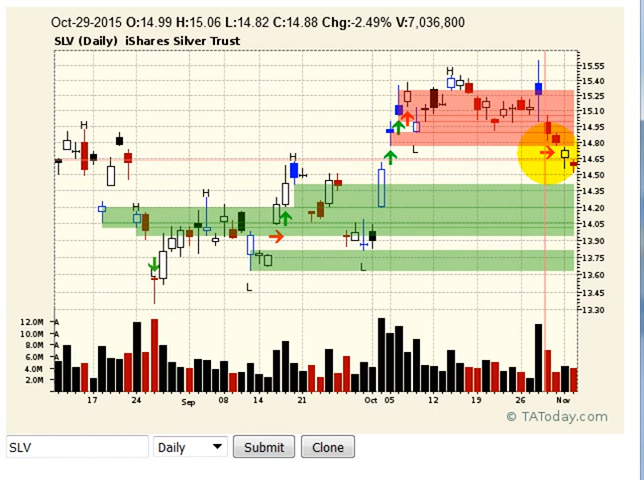 Oct-29-2015 O:14.99 H:15.06 L:14.82 C:14.88 Chg:-2.49% V:7,036,800
SLV (Daily) iShares Silver Trust
H
H
H
H
H
L
L
L
15.55
15.40
15.25
15.10
14.95
14.80
14.65
14.50
14.35
14.20
14.05
13.90
13.75
13.60
13.45
13.30
12.0M A
10.0M A
8.0M A
6.0M A
4.0M A
2.0M
17 24 Sep 08 14 21 Oct 05 12 19 26 Nov
© TAToday.com
SLV Daily Submit Clone